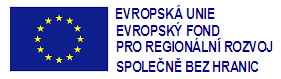 EVROPSKÁ UNIE
EVROPSKÝ FOND
PRO REGIONÁLNÍ ROZVOJ
SPOLEČNĚ BEZ HRANIC